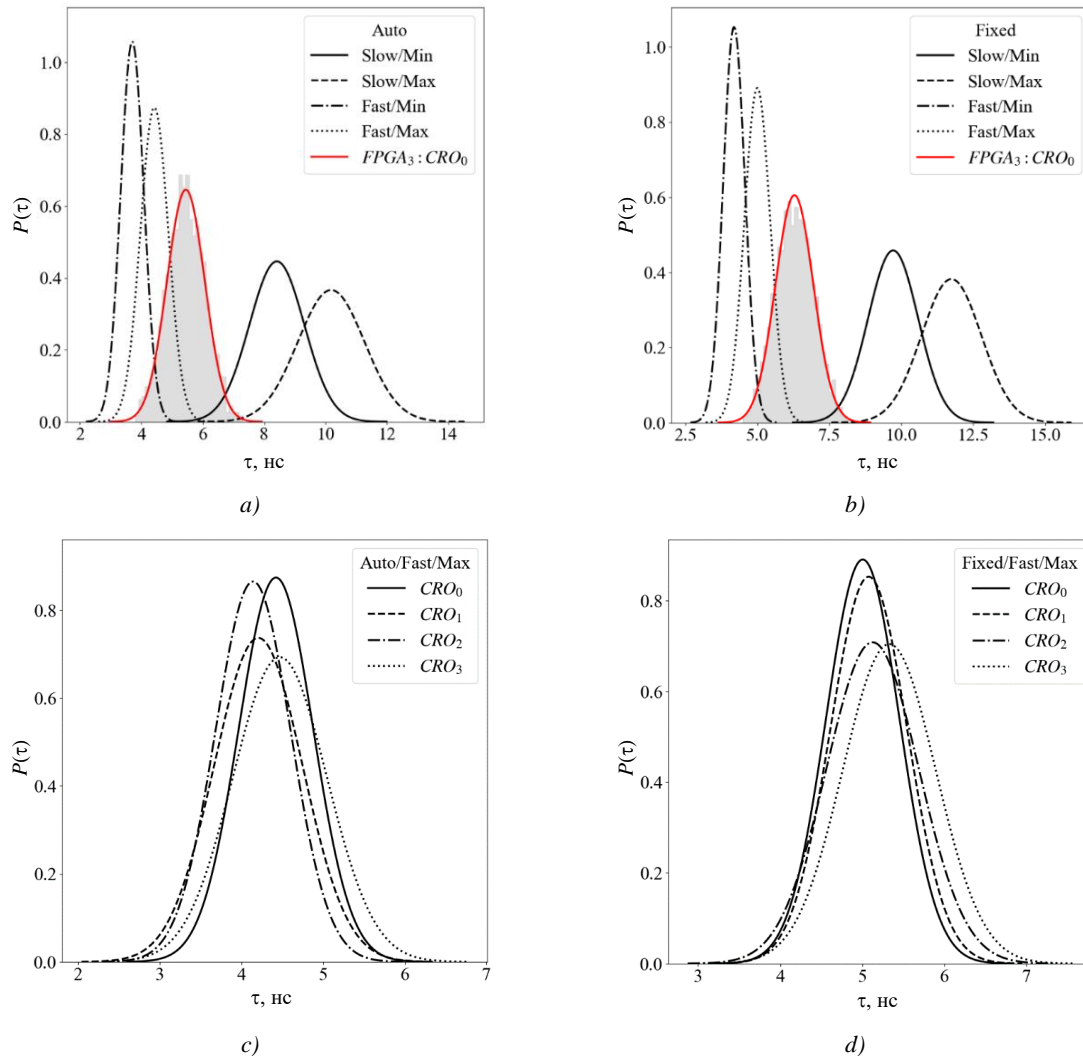 Auto
Slow/Min
Slow/Max
Fast/Min
Fast/Max
FPGA₃ : CRO₀
P(τ)
1.0
0.8
0.6
0.4
0.2
0.0
2 4 6 8 10 12 14
τ, нс
a)
Fixed
Slow/Min
Slow/Max
Fast/Min
Fast/Max
FPGA₃ : CRO₀
P(τ)
1.0
0.8
0.6
0.4
0.2
0.0
2.5 5.0 7.5 10.0 12.5 15.0
τ, нс
b)
Auto/Fast/Max
CRO₀
CRO₁
CRO₂
CRO₃
P(τ)
0.8
0.6
0.4
0.2
0.0
2 3 4 5 6 7
τ, нс
c)
Fixed/Fast/Max
CRO₀
CRO₁
CRO₂
CRO₃
P(τ)
0.8
0.6
0.4
0.2
0.0
3 4 5 6 7
τ, нс
d)